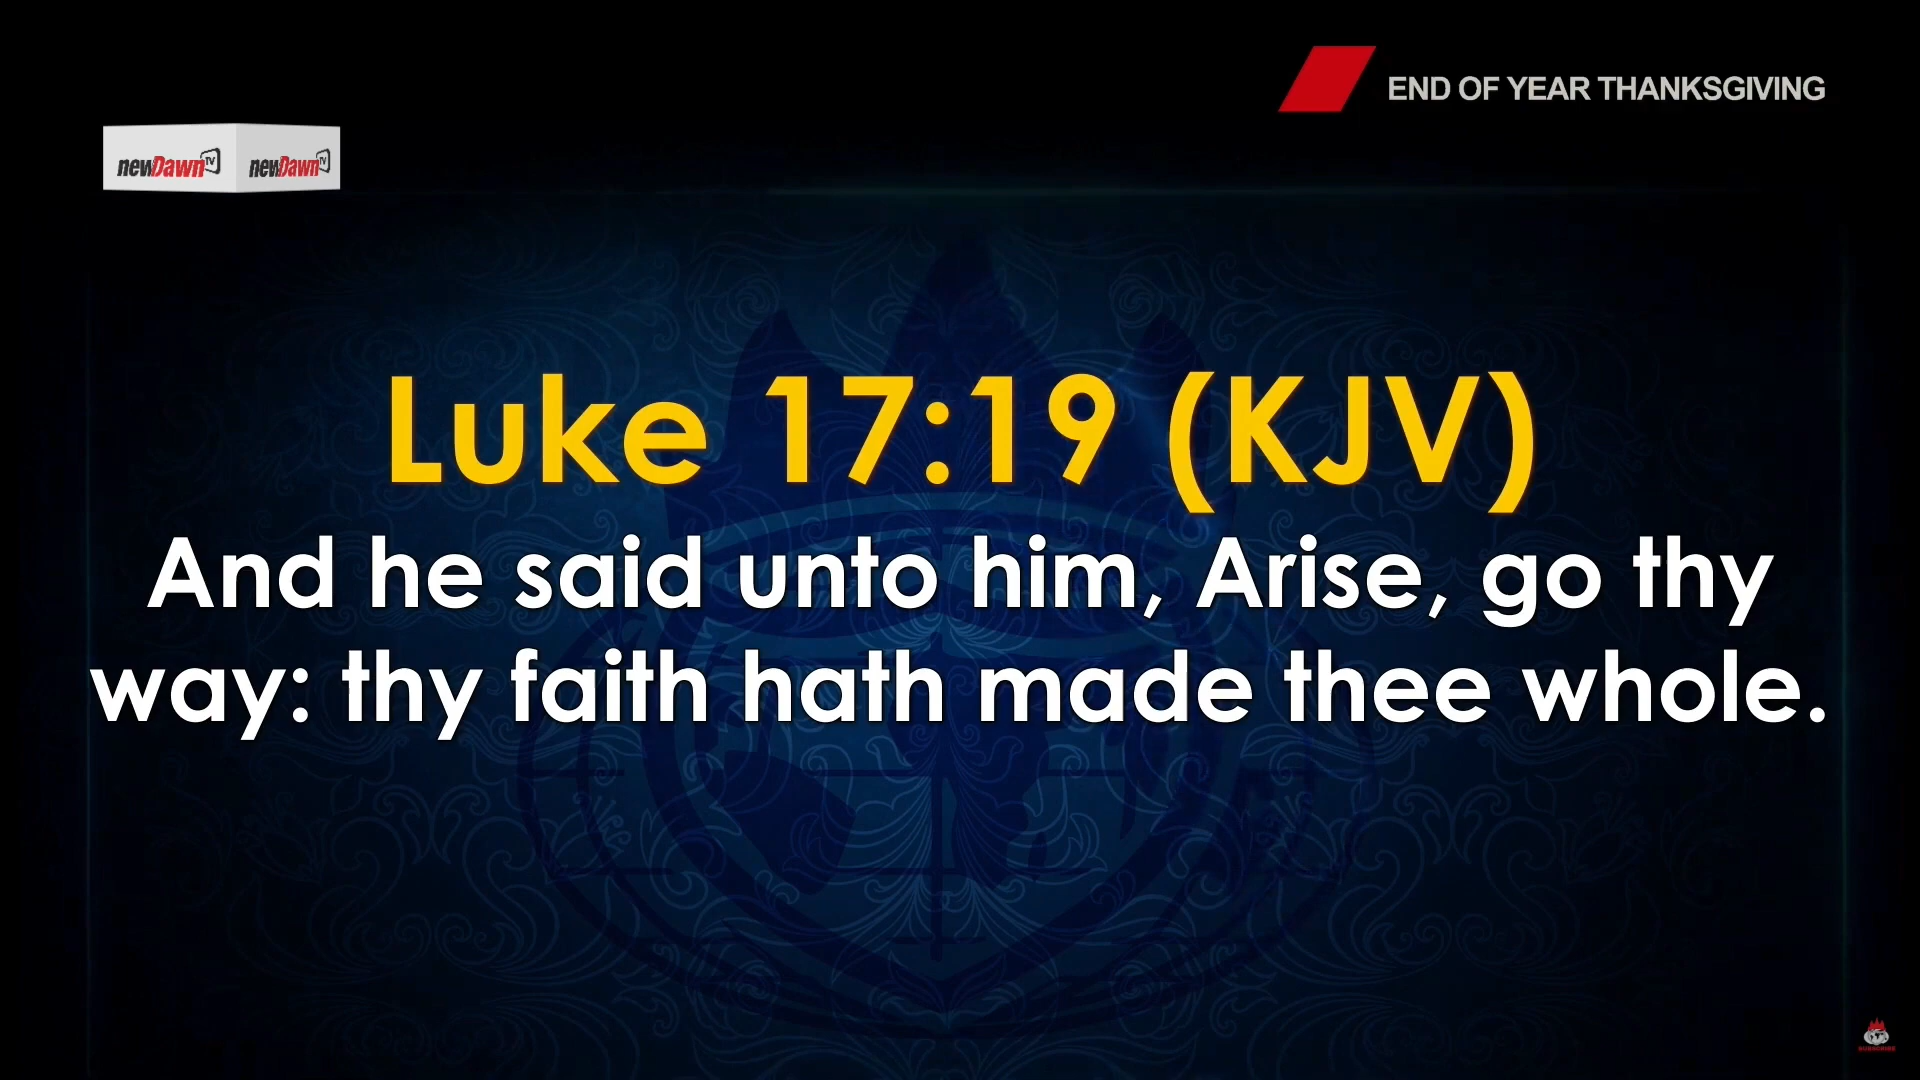 END OF YEAR THANKSGIVING
newDawn TV newDawn TV
Luke 17:19 (KJV)
And he said unto him, Arise, go thy
way: thy faith hath made thee whole.
SUBSCRIBE